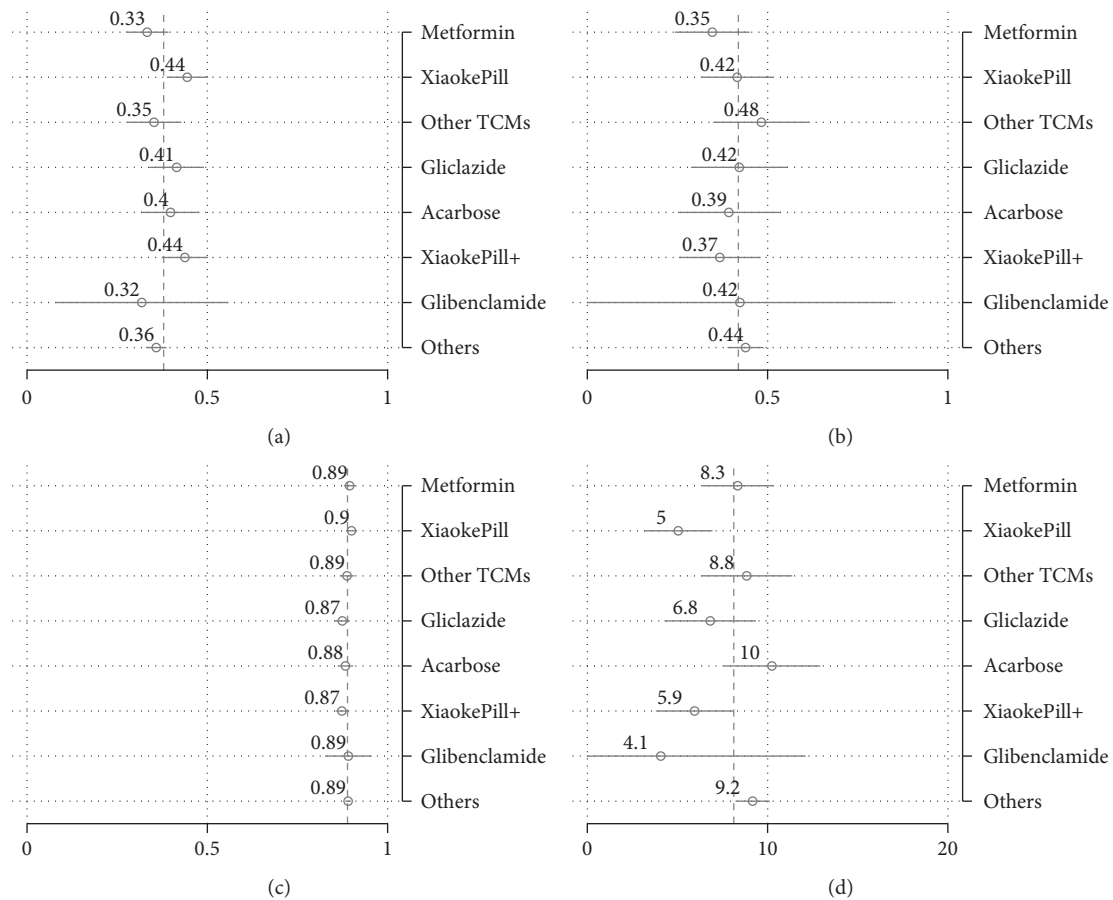 0.33 Metformin
0.44 XiaokePill
0.35 Other TCMs
0.41 Gliclazide
0.4 Acarbose
0.44 XiaokePill+
0.32 Glibenclamide
0.36 Others
0 0.5 1
(a)
0.35 Metformin
0.42 XiaokePill
0.48 Other TCMs
0.42 Gliclazide
0.39 Acarbose
0.37 XiaokePill+
0.42 Glibenclamide
0.44 Others
0 0.5 1
(b)
0.89 Metformin
0.9 XiaokePill
0.89 Other TCMs
0.87 Gliclazide
0.88 Acarbose
0.87 XiaokePill+
0.89 Glibenclamide
0.89 Others
0 0.5 1
(c)
8.3 Metformin
5 XiaokePill
8.8 Other TCMs
6.8 Gliclazide
10 Acarbose
5.9 XiaokePill+
4.1 Glibenclamide
9.2 Others
0 10 20
(d)